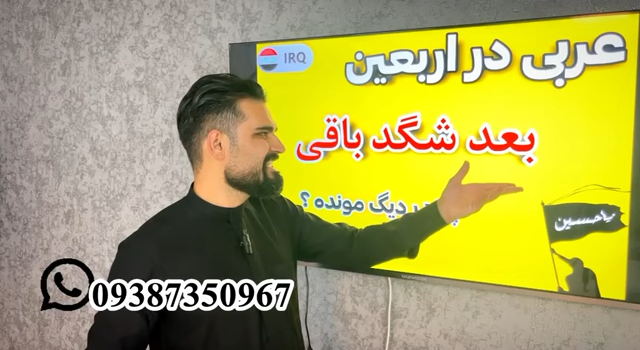 IRQ
عربی در اربعین
بعد شگد باقی
دیگ مونده ؟
یاحسین
09387350967